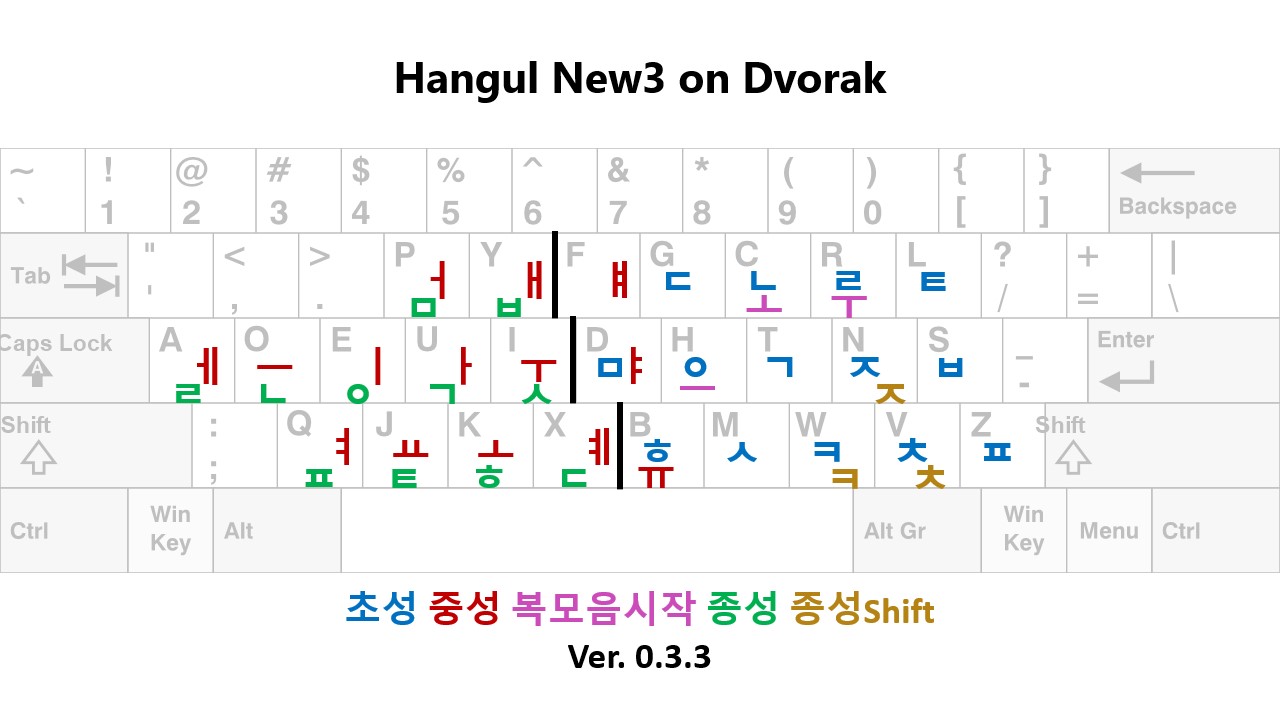 Hangul New3 on Dvorak
~ ! @ # $ % ^ & * ( ) { }
` 1 2 3 4 5 6 7 8 9 0 [ ] Backspace
Tab " < > P Y F G C R L ? + |
ㅓ ㅐ ㅒ ㄷ ㄴ ㄹ ㅌ
' , . ㅁ ㅂ ㅗ ㅜ / = \
Caps Lock A O E U I D H T N S _ Enter
A ㅔ ㅡ ㅣ ㅏ ㅜ ㅁ ㅑ ㅇ ㄱ ㅈ ㅂ -
ㄹ ㄴ ㅇ ㄱ ㅅ ㅡ ㅈ
Shift : Q J K X B M W V Z Shift
ㅕ ㅛ ㅗ ㅖ ㅎ ㅅ ㅋ ㅊ ㅍ
; ㅍ ㅌ ㅎ ㄷ ㅠ ㅋ ㅊ
Ctrl Win Key Alt Alt Gr Win Key Menu Ctrl
초성 중성 복모음시작 종성 종성Shift
Ver. 0.3.3